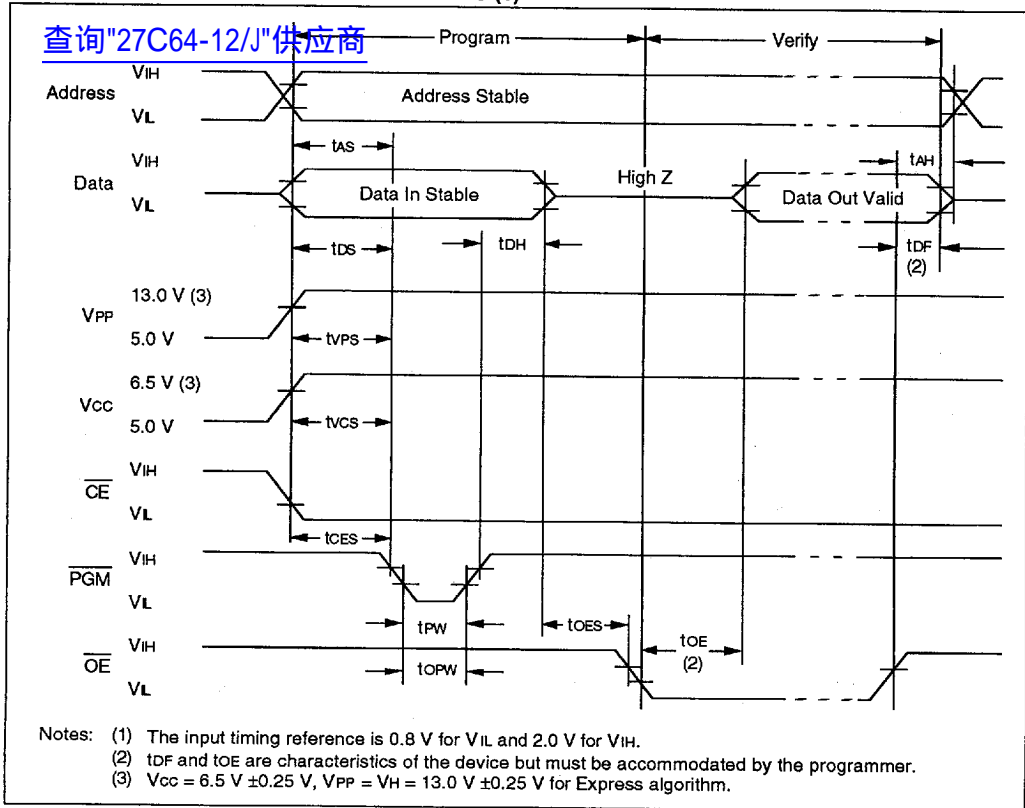 查询"27C64-12/J"供应商
Program
Verify
Address
VIH
VIL
Address Stable
tAS
tAH
Data
VIH
VIL
Data In Stable
High Z
Data Out Valid
tDS
tDH
tDF
(2)
VPP
13.0 V (3)
5.0 V
tVPS
VCC
6.5 V (3)
5.0 V
tVCS
CE
VIH
VIL
tCES
PGM
VIH
VIL
tPW
tOES
tOE
(2)
OE
VIH
VIL
tOPW
Notes: (1) The input timing reference is 0.8 V for VIL and 2.0 V for VIH.
(2) tDF and tOE are characteristics of the device but must be accommodated by the programmer.
(3) VCC = 6.5 V ±0.25 V, VPP = VH = 13.0 V ±0.25 V for Express algorithm.